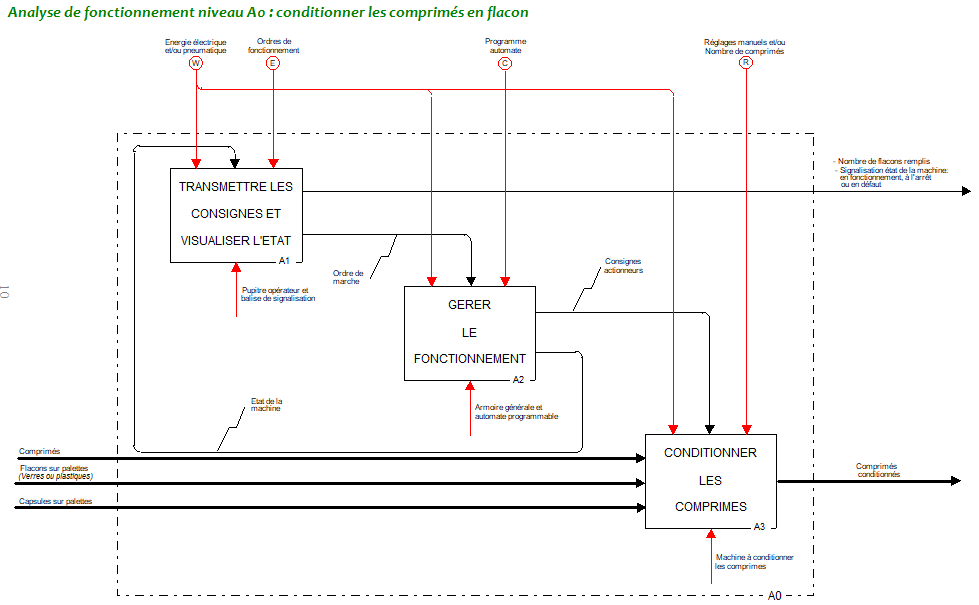 Analyse de fonctionnement niveau A0 : conditionner les comprimés en flacon
Energie électrique
et/ou pneumatique
W
Ordres de
fonctionnement
E
Programme
automate
C
Réglages manuels et/ou
Nombre de comprimés
R
TRANSMETTRE LES
CONSIGNES ET
VISUALISER L'ETAT
A1
- Nombre de flacons remplis
- Signalisation état de la machine:
en fonctionnement, à l'arrêt
ou en défaut
Ordre de
marche
Pupitre opérateur et
balise de signalisation
Consignes
actionneurs
GERER
LE
FONCTIONNEMENT
A2
10
Armoire générale et
automate programmable
Etat de la
machine
Comprimés
Flacons sur palettes
(Verres ou plastiques)
Capsules sur palettes
CONDITIONNER
LES
COMPRIMES
A3
Comprimés
conditionnés
Machine à conditionner
les comprimes
A0